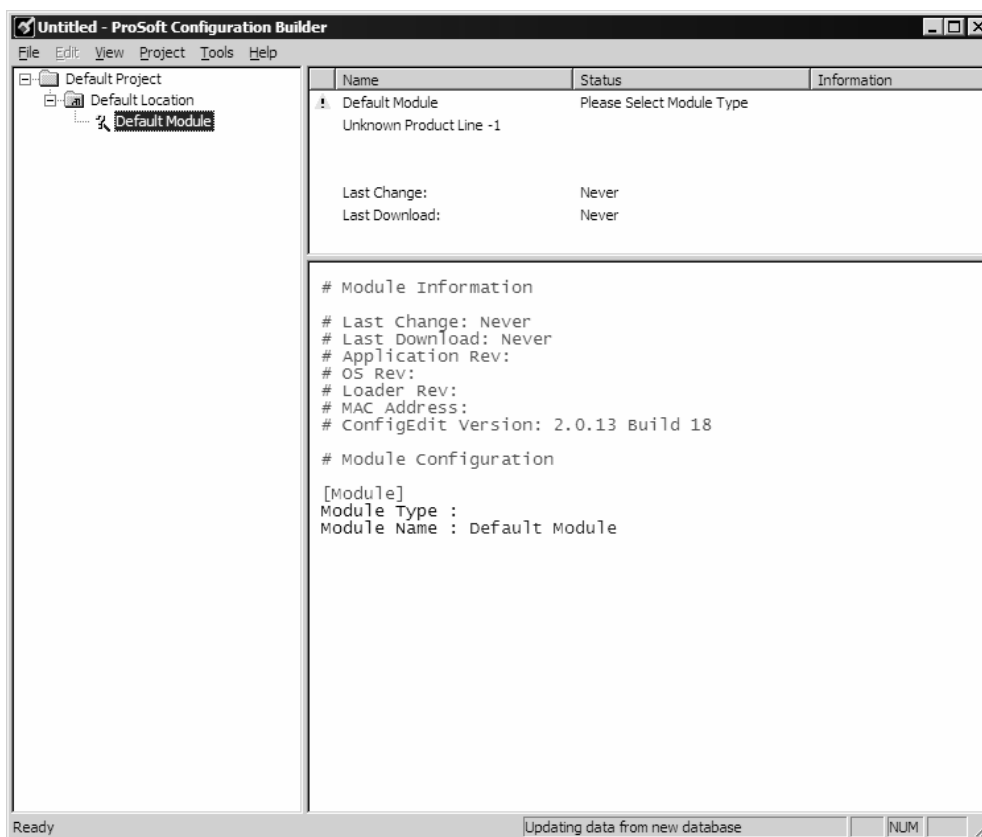 Untitled - ProSoft Configuration Builder
File Edit View Project Tools Help
Default Project
Default Location
Default Module
Name Status Information
Default Module Please Select Module Type
Unknown Product Line -1
Last Change: Never
Last Download: Never
# Module Information
# Last Change: Never
# Last Download: Never
# Application Rev:
# OS Rev:
# Loader Rev:
# MAC Address:
# ConfigEdit Version: 2.0.13 Build 18
# Module Configuration
[Module]
Module Type :
Module Name : Default Module
Ready Updating data from new database NUM